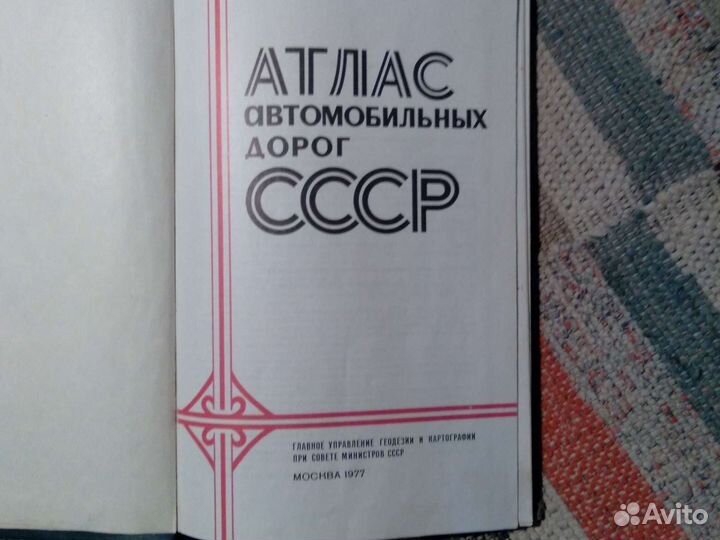 АТЛАС
автомобильных
дорог
СССР
ГЛАВНОЕ УПРАВЛЕНИЕ ГЕОДЕЗИИ И КАРТОГРАФИИ
ПРИ СОВЕТЕ МИНИСТРОВ СССР
МОСКВА 1977
Avito